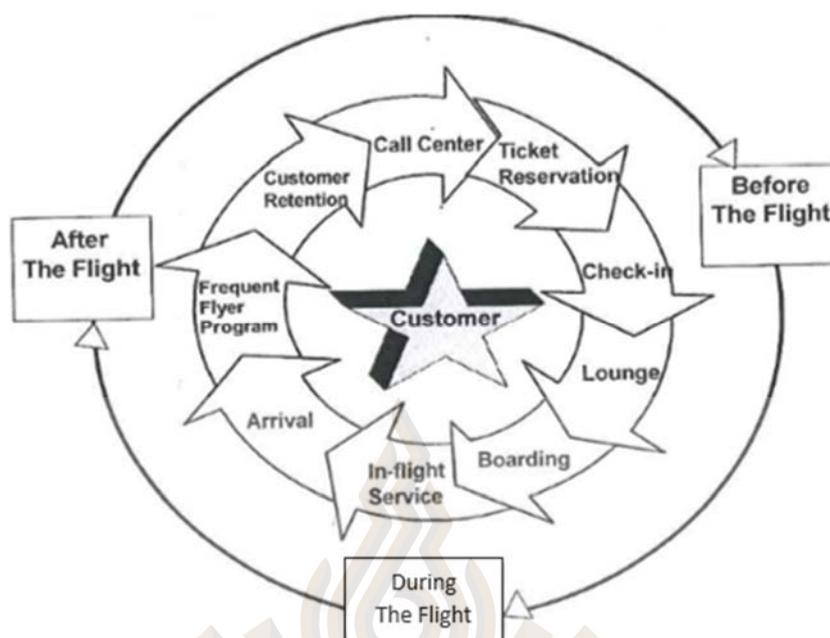 Call Center
Ticket
Reservation
Before
The Flight
Check-in
Lounge
Boarding
During
The Flight
In-flight
Service
Arrival
Frequent
Flyer
Program
After
The Flight
Customer
Retention
Customer